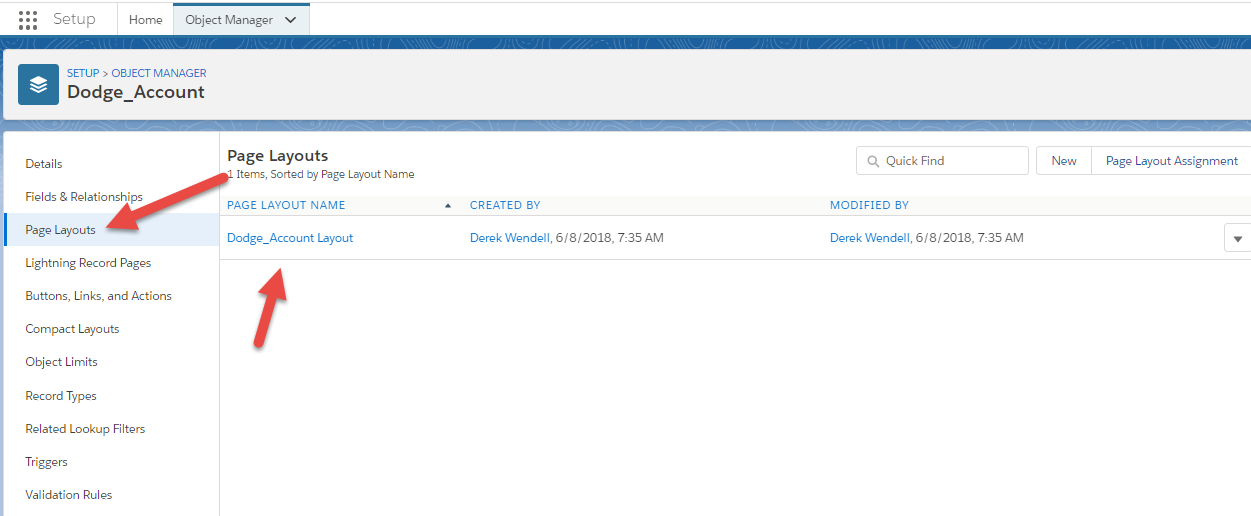 Setup Home Object Manager
SETUP > OBJECT MANAGER
Dodge_Account
Details
Fields & Relationships
Page Layouts
Lightning Record Pages
Buttons, Links, and Actions
Compact Layouts
Object Limits
Record Types
Related Lookup Filters
Triggers
Validation Rules
Page Layouts
1 Items, Sorted by Page Layout Name
Quick Find New Page Layout Assignment
PAGE LAYOUT NAME CREATED BY MODIFIED BY
Dodge_Account Layout Derek Wendell, 6/8/2018, 7:35 AM Derek Wendell, 6/8/2018, 7:35 AM